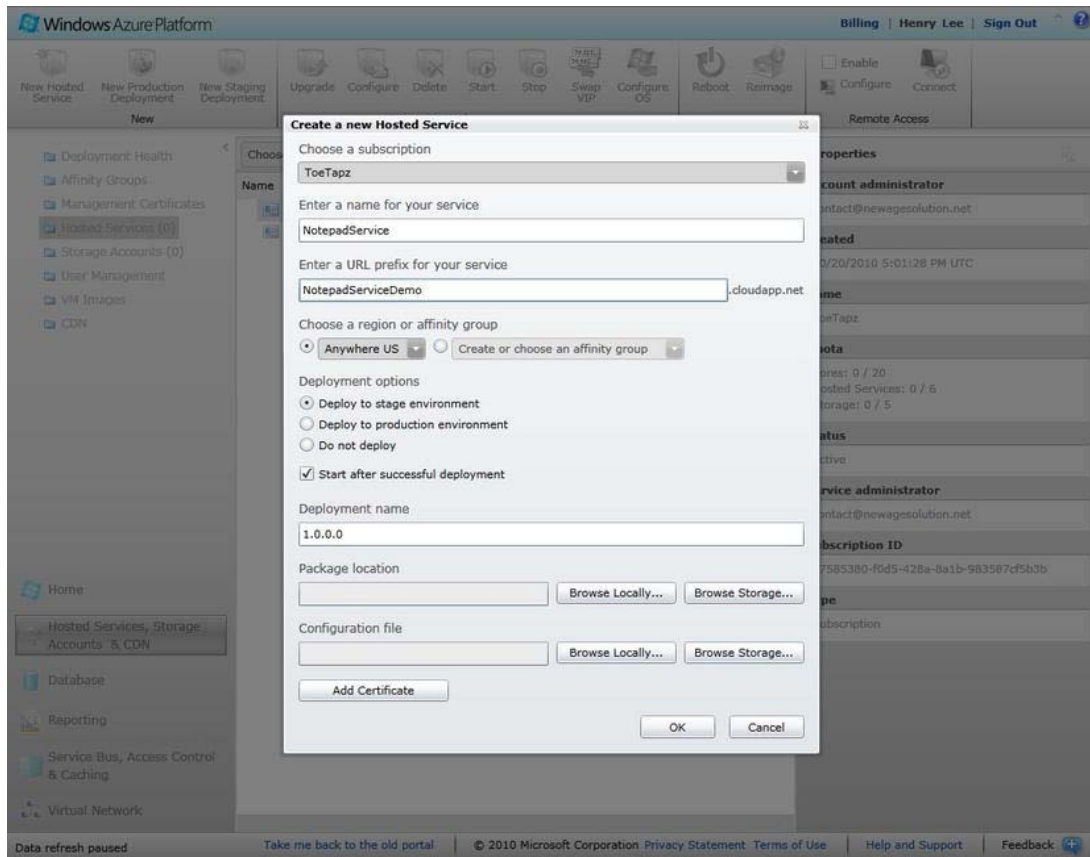 Windows Azure Platform
Billing | Henry Lee | Sign Out
New Hosted Service
New Production Deployment
New Staging Deployment
Upgrade
Configure
Delete
Start
Stop
Swap VIP
Configure OS
Reboot
Reimage
Enable
Configure
Connect
New
Remote Access
Deployment Health
Affinity Groups
Management Certificates
Hosted Services (0)
Storage Accounts (0)
User Management
VM Images
CDN
Choos
Name
Create a new Hosted Service
Choose a subscription
ToeTapz
Enter a name for your service
NotepadService
Enter a URL prefix for your service
NotepadServiceDemo
.cloudapp.net
Choose a region or affinity group
Anywhere US
Create or choose an affinity group
Deployment options
Deploy to stage environment
Deploy to production environment
Do not deploy
Start after successful deployment
Deployment name
1.0.0.0
Package location
Browse Locally...
Browse Storage...
Configuration file
Browse Locally...
Browse Storage...
Add Certificate
OK
Cancel
roperties
count administrator
ntact@newagesolution.net
eated
0/20/2010 5:01:28 PM UTC
me
oeTapz
ota
ores: 0 / 20
osted Services: 0 / 6
torage: 0 / 5
atus
ctive
rvice administrator
ntact@newagesolution.net
bscription ID
7585380-f0d5-428a-8a1b-983587cf5b3b
pe
ubscription
Home
Hosted Services, Storage
Accounts & CDN
Database
Reporting
Service Bus, Access Control
& Caching
Virtual Network
Data refresh paused
Take me back to the old portal
© 2010 Microsoft Corporation Privacy Statement Terms of Use
Help and Support
Feedback